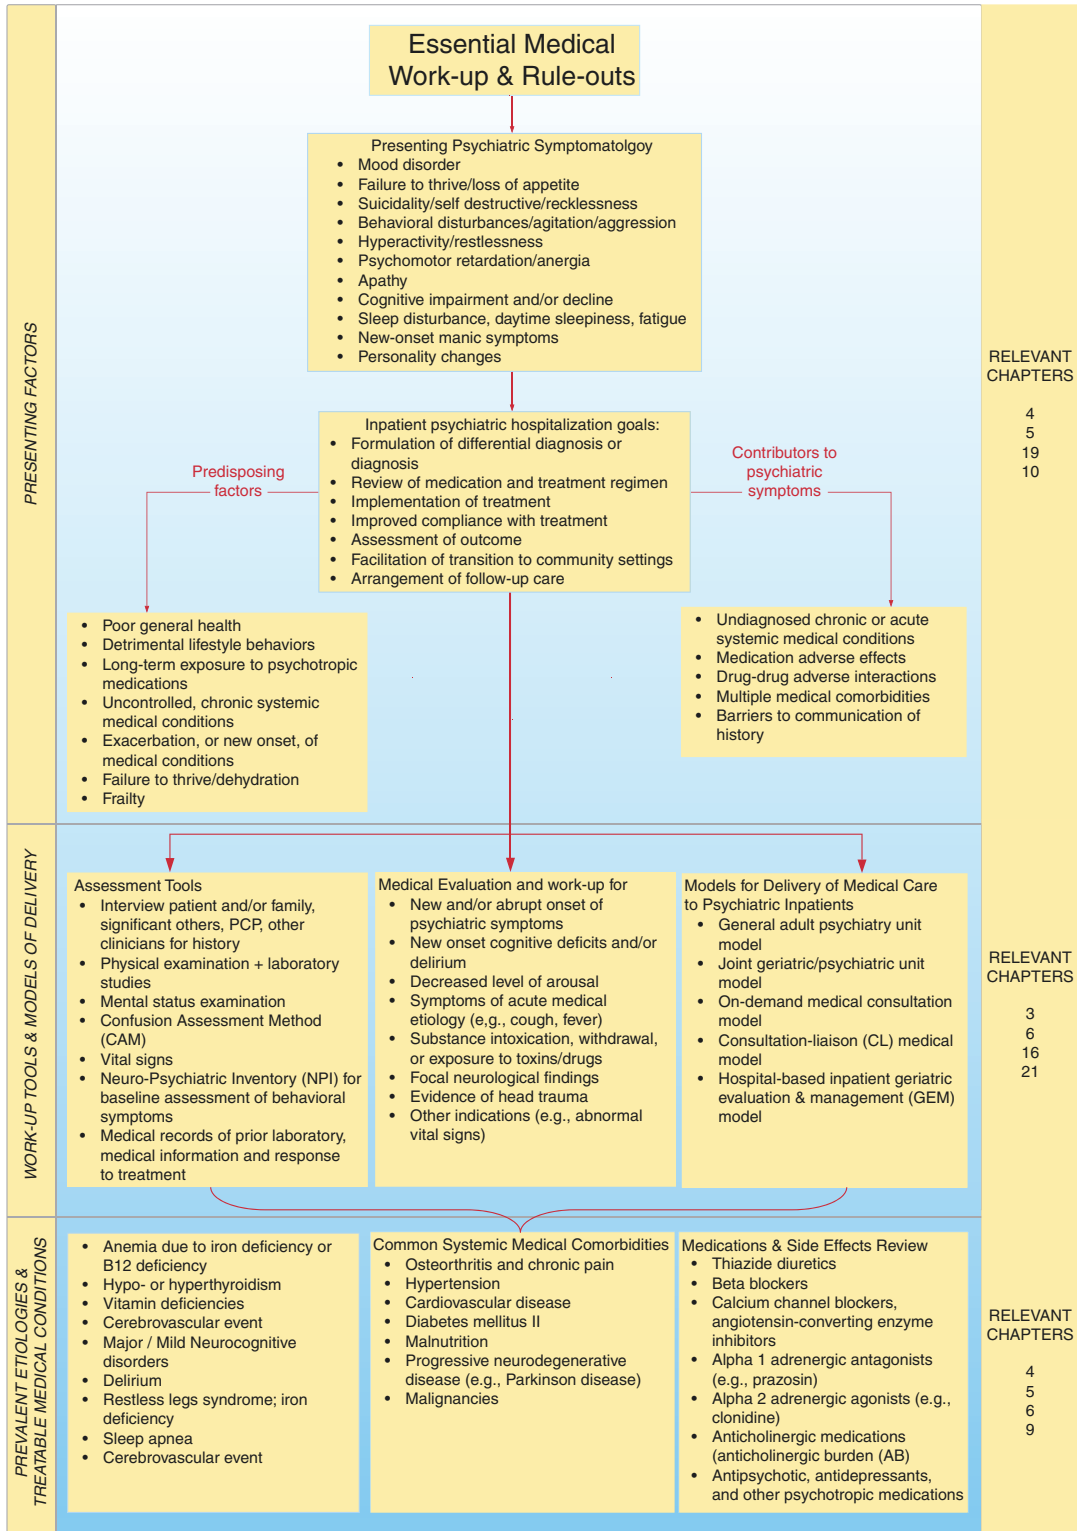 Essential Medical
Work-up & Rule-outs
PRESENTING FACTORS
Presenting Psychiatric Symptomatolgoy
• Mood disorder
• Failure to thrive/loss of appetite
• Suicidality/self destructive/recklessness
• Behavioral disturbances/agitation/aggression
• Hyperactivity/restlessness
• Psychomotor retardation/anergia
• Apathy
• Cognitive impairment and/or decline
• Sleep disturbance, daytime sleepiness, fatigue
• New-onset manic symptoms
• Personality changes
Inpatient psychiatric hospitalization goals:
• Formulation of differential diagnosis or
diagnosis
• Review of medication and treatment regimen
• Implementation of treatment
• Improved compliance with treatment
• Assessment of outcome
• Facilitation of transition to community settings
• Arrangement of follow-up care
Predisposing
factors
Contributors to
psychiatric
symptoms
• Poor general health
• Detrimental lifestyle behaviors
• Long-term exposure to psychotropic
medications
• Uncontrolled, chronic systemic
medical conditions
• Exacerbation, or new onset, of
medical conditions
• Failure to thrive/dehydration
• Frailty
• Undiagnosed chronic or acute
systemic medical conditions
• Medication adverse effects
• Drug-drug adverse interactions
• Multiple medical comorbidities
• Barriers to communication of
history
RELEVANT
CHAPTERS
4
5
19
10
WORK-UP TOOLS & MODELS OF DELIVERY
Assessment Tools
• Interview patient and/or family,
significant others, PCP, other
clinicians for history
• Physical examination + laboratory
studies
• Mental status examination
• Confusion Assessment Method
(CAM)
• Vital signs
• Neuro-Psychiatric Inventory (NPI) for
baseline assessment of behavioral
symptoms
• Medical records of prior laboratory,
medical information and response
to treatment
Medical Evaluation and work-up for
• New and/or abrupt onset of
psychiatric symptoms
• New onset cognitive deficits and/or
delirium
• Decreased level of arousal
• Symptoms of acute medical
etiology (e,g., cough, fever)
• Substance intoxication, withdrawal,
or exposure to toxins/drugs
• Focal neurological findings
• Evidence of head trauma
• Other indications (e.g., abnormal
vital signs)
Models for Delivery of Medical Care
to Psychiatric Inpatients
• General adult psychiatry unit
model
• Joint geriatric/psychiatric unit
model
• On-demand medical consultation
model
• Consultation-liaison (CL) medical
model
• Hospital-based inpatient geriatric
evaluation & management (GEM)
model
RELEVANT
CHAPTERS
3
6
16
21
PREVALENT ETIOLOGIES &
TREATABLE MEDICAL CONDITIONS
• Anemia due to iron deficiency or
B12 deficiency
• Hypo- or hyperthyroidism
• Vitamin deficiencies
• Cerebrovascular event
• Major / Mild Neurocognitive
disorders
• Delirium
• Restless legs syndrome; iron
deficiency
• Sleep apnea
• Cerebrovascular event
Common Systemic Medical Comorbidities
• Osteorthritis and chronic pain
• Hypertension
• Cardiovascular disease
• Diabetes mellitus II
• Malnutrition
• Progressive neurodegenerative
disease (e.g., Parkinson disease)
• Malignancies
Medications & Side Effects Review
• Thiazide diuretics
• Beta blockers
• Calcium channel blockers,
angiotensin-converting enzyme
inhibitors
• Alpha 1 adrenergic antagonists
(e.g., prazosin)
• Alpha 2 adrenergic agonists (e.g.,
clonidine)
• Anticholinergic medications
(anticholinergic burden (AB)
• Antipsychotic, antidepressants,
and other psychotropic medications
RELEVANT
CHAPTERS
4
5
6
9